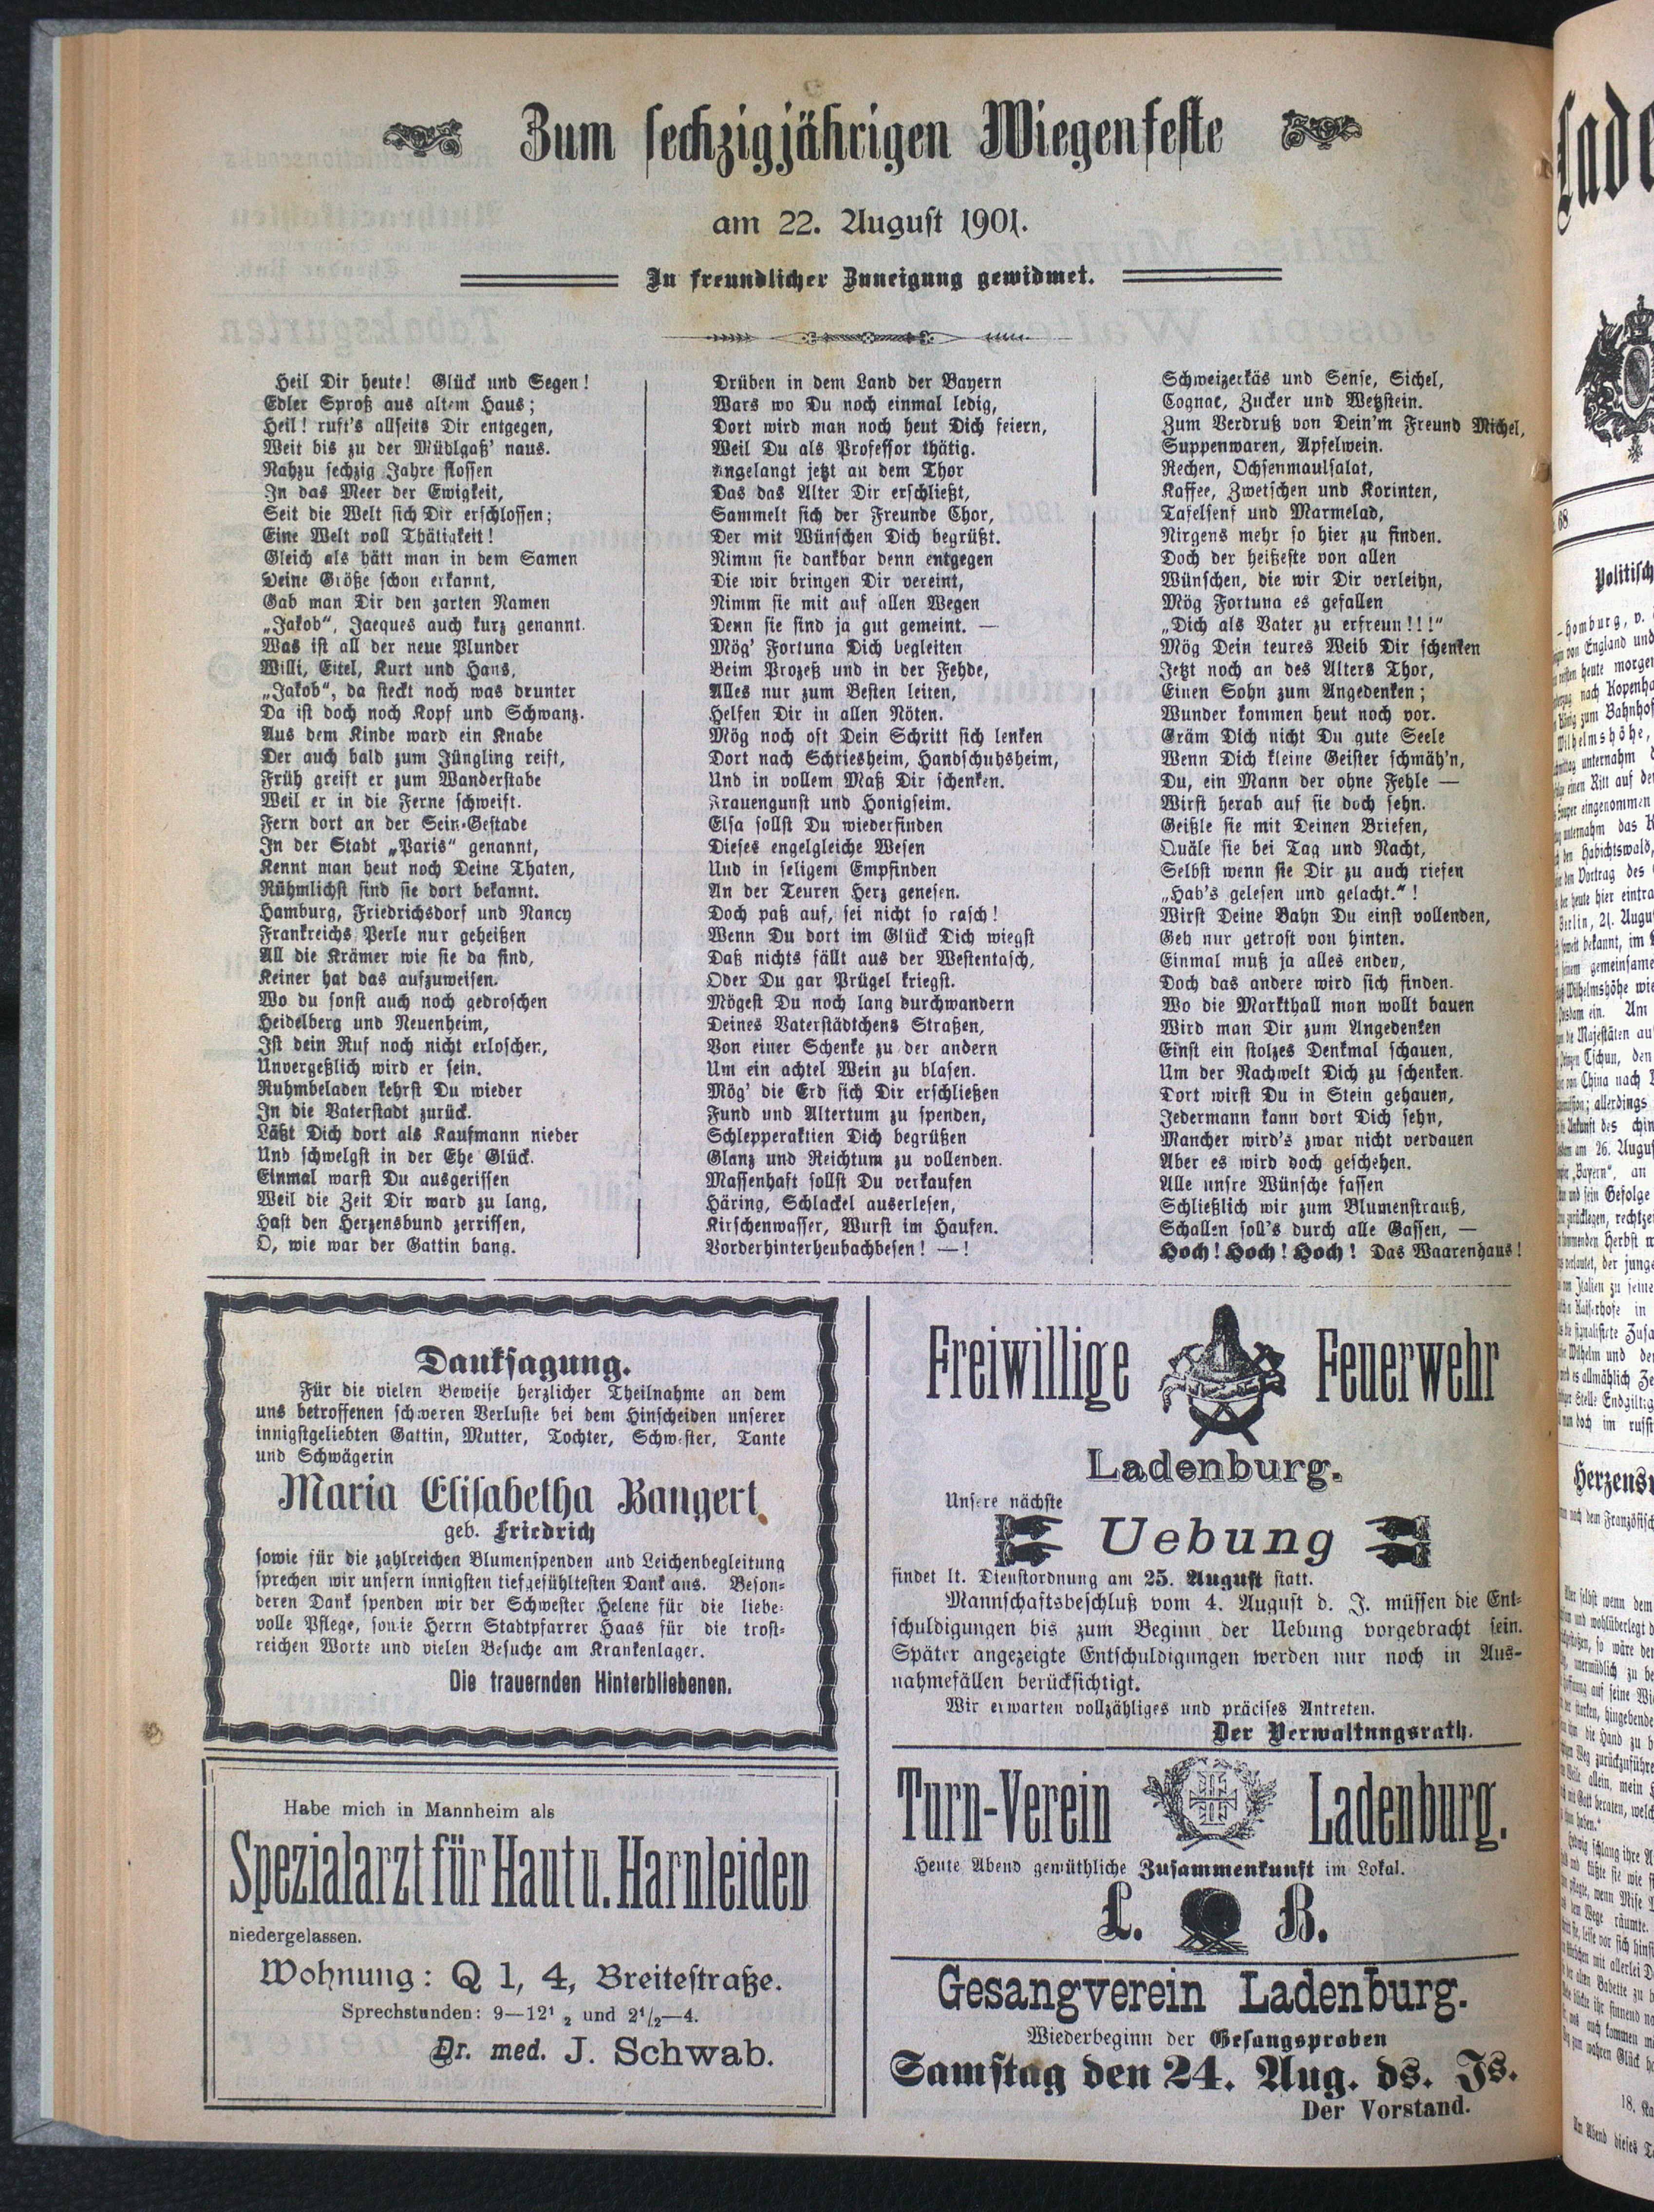 Zum sechzigjährigen Wiegenfeste
am 22. August 1901.
In freundlicher Zuneigung gewidmet.
Heil Dir heute! Glück und Segen!
Edler Sproß aus altem Haus;
Heil! ruft's allseits Dir entgegen,
Weit bis zu der Mühlgaß' naus.
Nahzu sechzig Jahre flossen
In das Meer der Ewigkeit,
Seit die Welt sich Dir erschlossen;
Eine Welt voll Thätigkeit!
Gleich als hätt man in dem Samen
Deine Größe schon erkannt,
Gab man Dir den zarten Namen
„Jakob“, Jacques auch kurz genannt.
Was ist all der neue Plunder
Willi, Eitel, Kurt und Hans,
„Jakob“, da steckt noch was drunter
Da ist doch noch Kopf und Schwanz.
Aus dem Kinde ward ein Knabe
Der auch bald zum Jüngling reift,
Früh greift er zum Wanderstabe
Weil er in die Ferne schweift.
Fern dort an der Sein-Gestade
In der Stadt „Paris“ genannt,
Kennt man heut noch Deine Thaten,
Rühmlichst sind sie dort bekannt.
Hamburg, Friedrichsdorf und Nancy
Frankreichs Perle nur geheißen
All die Krämer wie sie da sind,
Keiner hat das aufzuweisen.
Wo du sonst auch noch gedroschen
Heidelberg und Neuenheim,
Ist dein Ruf noch nicht erloschen,
Unvergeßlich wird er sein.
Ruhmbeladen kehrst Du wieder
In die Vaterstadt zurück.
Läßt Dich dort als Kaufmann nieder
Und schwelgst in der Ehe Glück.
Einmal warst Du ausgerissen
Weil die Zeit Dir ward zu lang,
Hast den Herzensbund zerrissen,
O, wie war der Gattin bang.
Drüben in dem Land der Bayern
Wars wo Du noch einmal ledig,
Dort wird man noch heut Dich feiern,
Weil Du als Professor thätig.
Angelangt jetzt an dem Thor
Das das Alter Dir erschließt,
Sammelt sich der Freunde Chor,
Der mit Wünschen Dich begrüßt.
Nimm sie dankbar denn entgegen
Die wir bringen Dir vereint,
Nimm sie mit auf allen Wegen
Denn sie sind ja gut gemeint. —
Mög' Fortuna Dich begleiten
Beim Prozeß und in der Fehde,
Alles nur zum Besten leiten,
Helfen Dir in allen Nöten.
Mög noch oft Dein Schritt sich lenken
Dort nach Schriesheim, Handschuhsheim,
Und in vollem Maß Dir schenken.
Frauengunst und Honigseim.
Elsa sollst Du wiederfinden
Dieses engelgleiche Wesen
Und in seligem Empfinden
An der Teuren Herz genesen.
Doch paß auf, sei nicht so rasch!
Wenn Du dort im Glück Dich wiegst
Daß nichts fällt aus der Westentasch,
Oder Du gar Prügel kriegst.
Mögest Du noch lang durchwandern
Deines Vaterstädtchens Straßen,
Von einer Schenke zu der andern
Um ein achtel Wein zu blasen.
Mög' die Erd sich Dir erschließen
Fund und Altertum zu spenden,
Schlepperaktien Dich begrüßen
Glanz und Reichtum zu vollenden.
Massenhaft sollst Du verkaufen
Häring, Schlackel auserlesen,
Kirschenwasser, Wurst im Haufen.
Vorderhinterheubachbesen! —!
Schweizerkäs und Sense, Sichel,
Cognac, Zucker und Wetzstein.
Zum Verdruß von Dein'm Freund Michel,
Suppenwaren, Apfelwein.
Rechen, Ochsenmaulsalat,
Kaffee, Zwetschen und Korinten,
Tafelsenf und Marmelad,
Nirgens mehr so hier zu finden.
Doch der heißeste von allen
Wünschen, die wir Dir verleihn,
Mög Fortuna es gefallen
„Dich als Vater zu erfreun!!!“
Mög Dein teures Weib Dir schenken
Jetzt noch an des Alters Thor,
Einen Sohn zum Angedenken;
Wunder kommen heut noch vor.
Gräm Dich nicht Du gute Seele
Wenn Dich kleine Geister schmäh'n,
Du, ein Mann der ohne Fehle —
Wirst herab auf sie doch sehn.
Geißle sie mit Deinen Briefen,
Quäle sie bei Tag und Nacht,
Selbst wenn sie Dir zu auch riefen
„Hab's gelesen und gelacht.“!
Wirst Deine Bahn Du einst vollenden,
Geh nur getrost von hinten.
Einmal muß ja alles enden,
Doch das andere wird sich finden.
Wo die Markthall man wollt bauen
Wird man Dir zum Angedenken
Einst ein stolzes Denkmal schauen,
Um der Nachwelt Dich zu schenken.
Dort wirst Du in Stein gehauen,
Jedermann kann dort Dich sehn,
Mancher wird's zwar nicht verdauen
Aber es wird doch geschehen.
Alle unsre Wünsche fassen
Schließlich wir zum Blumenstrauß,
Schallen soll's durch alle Gassen, —
Hoch! Hoch! Hoch! Das Waarenhaus!
Danksagung.
Für die vielen Beweise herzlicher Theilnahme an dem
uns betroffenen schweren Verluste bei dem Hinscheiden unserer
innigstgeliebten Gattin, Mutter, Tochter, Schwester, Tante
und Schwägerin
Maria Elisabetha Bangert
geb. Friedrich
sowie für die zahlreichen Blumenspenden und Leichenbegleitung
sprechen wir unsern innigsten tiefgefühltesten Dank aus. Beson-
deren Dank spenden wir der Schwester Helene für die liebe-
volle Pflege, sowie Herrn Stadtpfarrer Haas für die trost-
reichen Worte und vielen Besuche am Krankenlager.
Die trauernden Hinterbliebenen.
Habe mich in Mannheim als
Spezialarzt für Haut u. Harnleiden
niedergelassen.
Wohnung: Q 1, 4, Breitestraße.
Sprechstunden: 9—12 1/2 und 2 1/2—4.
Dr. med. J. Schwab.
Freiwillige Feuerwehr
Ladenburg.
Unsere nächste
Uebung
findet lt. Dienstordnung am 25. August statt.
Mannschaftsbeschluß vom 4. August d. J. müssen die Ent-
schuldigungen bis zum Beginn der Uebung vorgebracht sein.
Später angezeigte Entschuldigungen werden nur noch in Aus-
nahmefällen berücksichtigt.
Wir erwarten vollzähliges und präcises Antreten.
Der Verwaltungsrath.
Turn-Verein Ladenburg.
Heute Abend gemüthliche Zusammenkunft im Lokal.
L. B.
Gesangverein Ladenburg.
Wiederbeginn der Gesangsproben
Samstag den 24. Aug. ds. Js.
Der Vorstand.